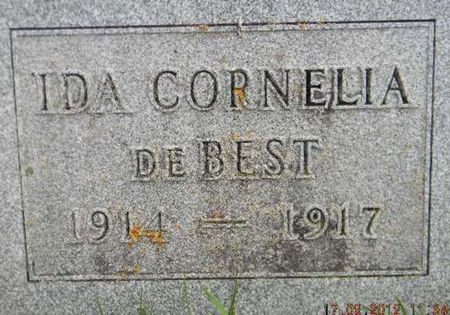 IDA CORNELIA
DEBEST
1914 — 1917